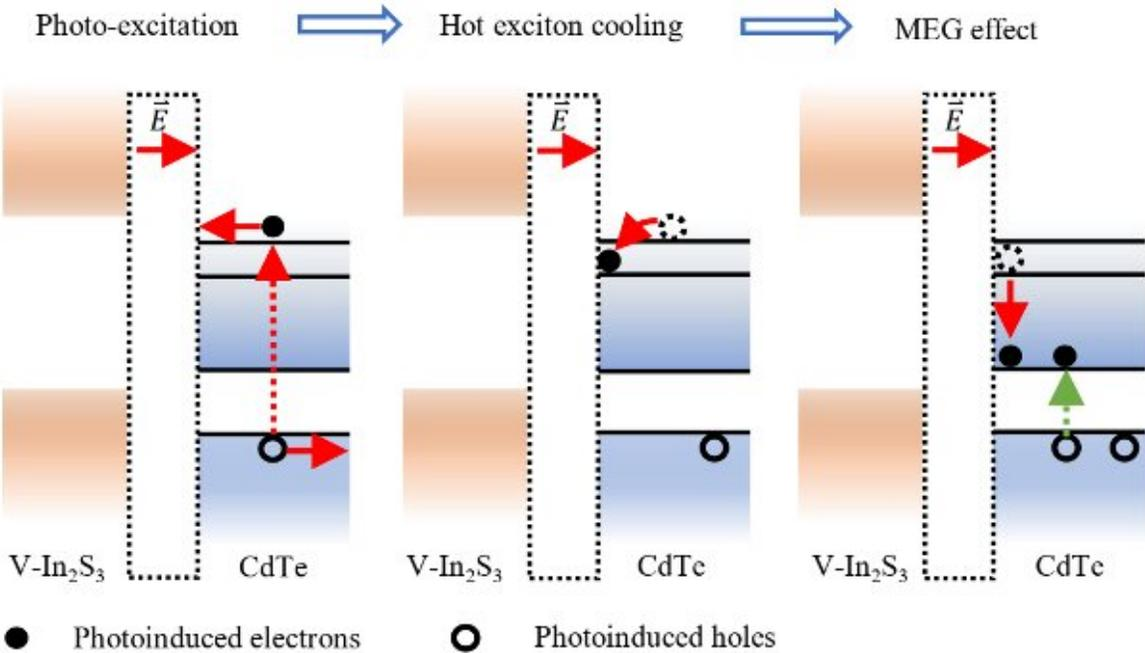 Photo-excitation Hot exciton cooling MEG effect
E E E
V-In2S3 CdTe V-In2S3 CdTe V-In2S3 CdTe
Photoinduced electrons Photoinduced holes